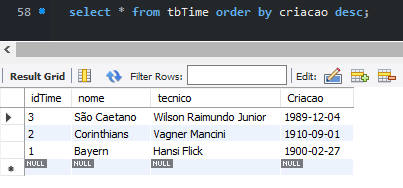 58 select * from tbTime order by criacao desc;
Result Grid Filter Rows: Edit:
idTime nome tecnico Criacao
3 São Caetano Wilson Raimundo Junior 1989-12-04
2 Corinthians Vagner Mancini 1910-09-01
1 Bayern Hansi Flick 1900-02-27
NULL NULL NULL NULL